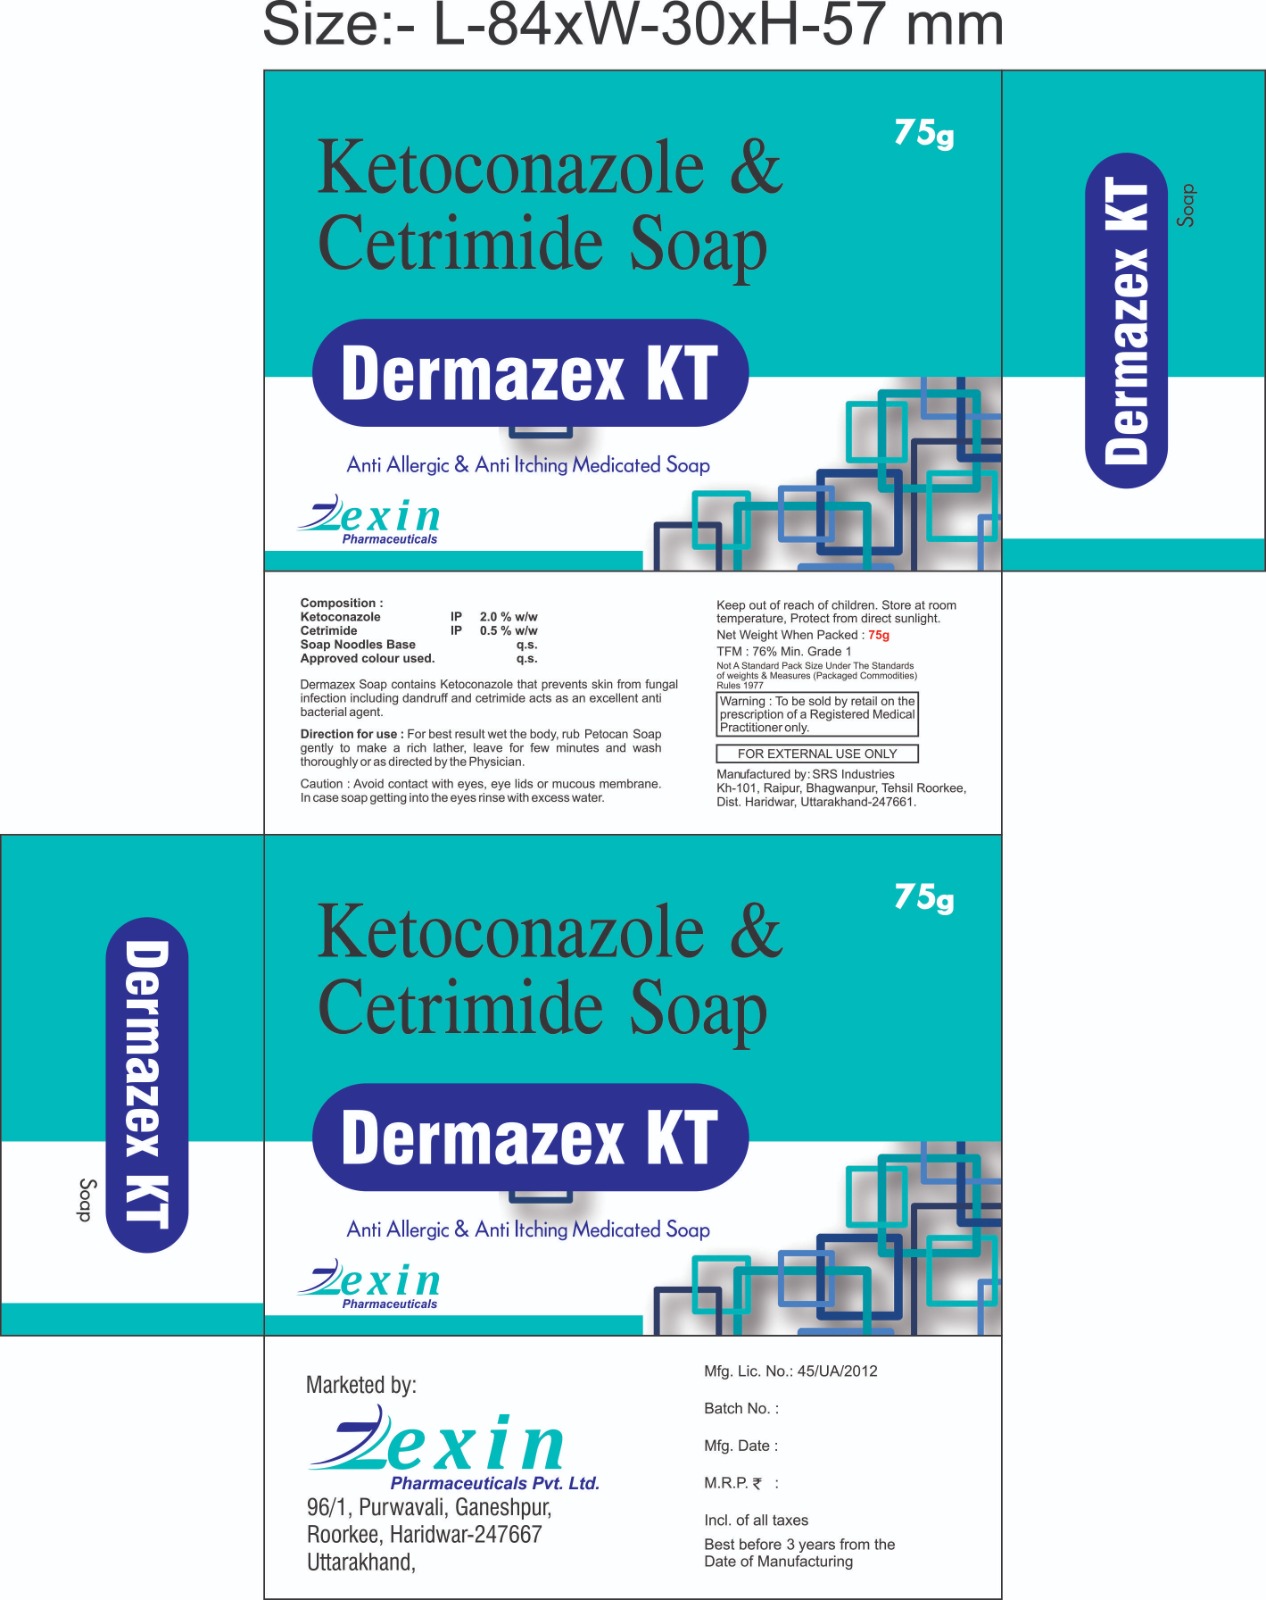 Size:- L-84xW-30xH-57 mm
75g
Ketoconazole &
Cetrimide Soap
Dermazex KT
Anti Allergic & Anti Itching Medicated Soap
Zexin
Pharmaceuticals
Dermazex KT
Soap
Composition :
Ketoconazole IP 2.0 % w/w
Cetrimide IP 0.5 % w/w
Soap Noodles Base q.s.
Approved colour used. q.s.
Dermazex Soap contains Ketoconazole that prevents skin from fungal
infection including dandruff and cetrimide acts as an excellent anti
bacterial agent.
Direction for use : For best result wet the body, rub Petocan Soap
gently to make a rich lather, leave for few minutes and wash
thoroughly or as directed by the Physician.
Caution : Avoid contact with eyes, eye lids or mucous membrane.
In case soap getting into the eyes rinse with excess water.
Keep out of reach of children. Store at room
temperature, Protect from direct sunlight.
Net Weight When Packed : 75g
TFM : 76% Min. Grade 1
Not A Standard Pack Size Under The Standards
of weights & Measures (Packaged Commodities)
Rules 1977
Warning : To be sold by retail on the
prescription of a Registered Medical
Practitioner only.
FOR EXTERNAL USE ONLY
Manufactured by: SRS Industries
Kh-101, Raipur, Bhagwanpur, Tehsil Roorkee,
Dist. Haridwar, Uttarakhand-247661.
Dermazex KT
Soap
75g
Ketoconazole &
Cetrimide Soap
Dermazex KT
Anti Allergic & Anti Itching Medicated Soap
Zexin
Pharmaceuticals
Marketed by:
Zexin
Pharmaceuticals Pvt. Ltd.
96/1, Purwavali, Ganeshpur,
Roorkee, Haridwar-247667
Uttarakhand,
Mfg. Lic. No.: 45/UA/2012
Batch No. :
Mfg. Date :
M.R.P. ₹ :
Incl. of all taxes
Best before 3 years from the
Date of Manufacturing